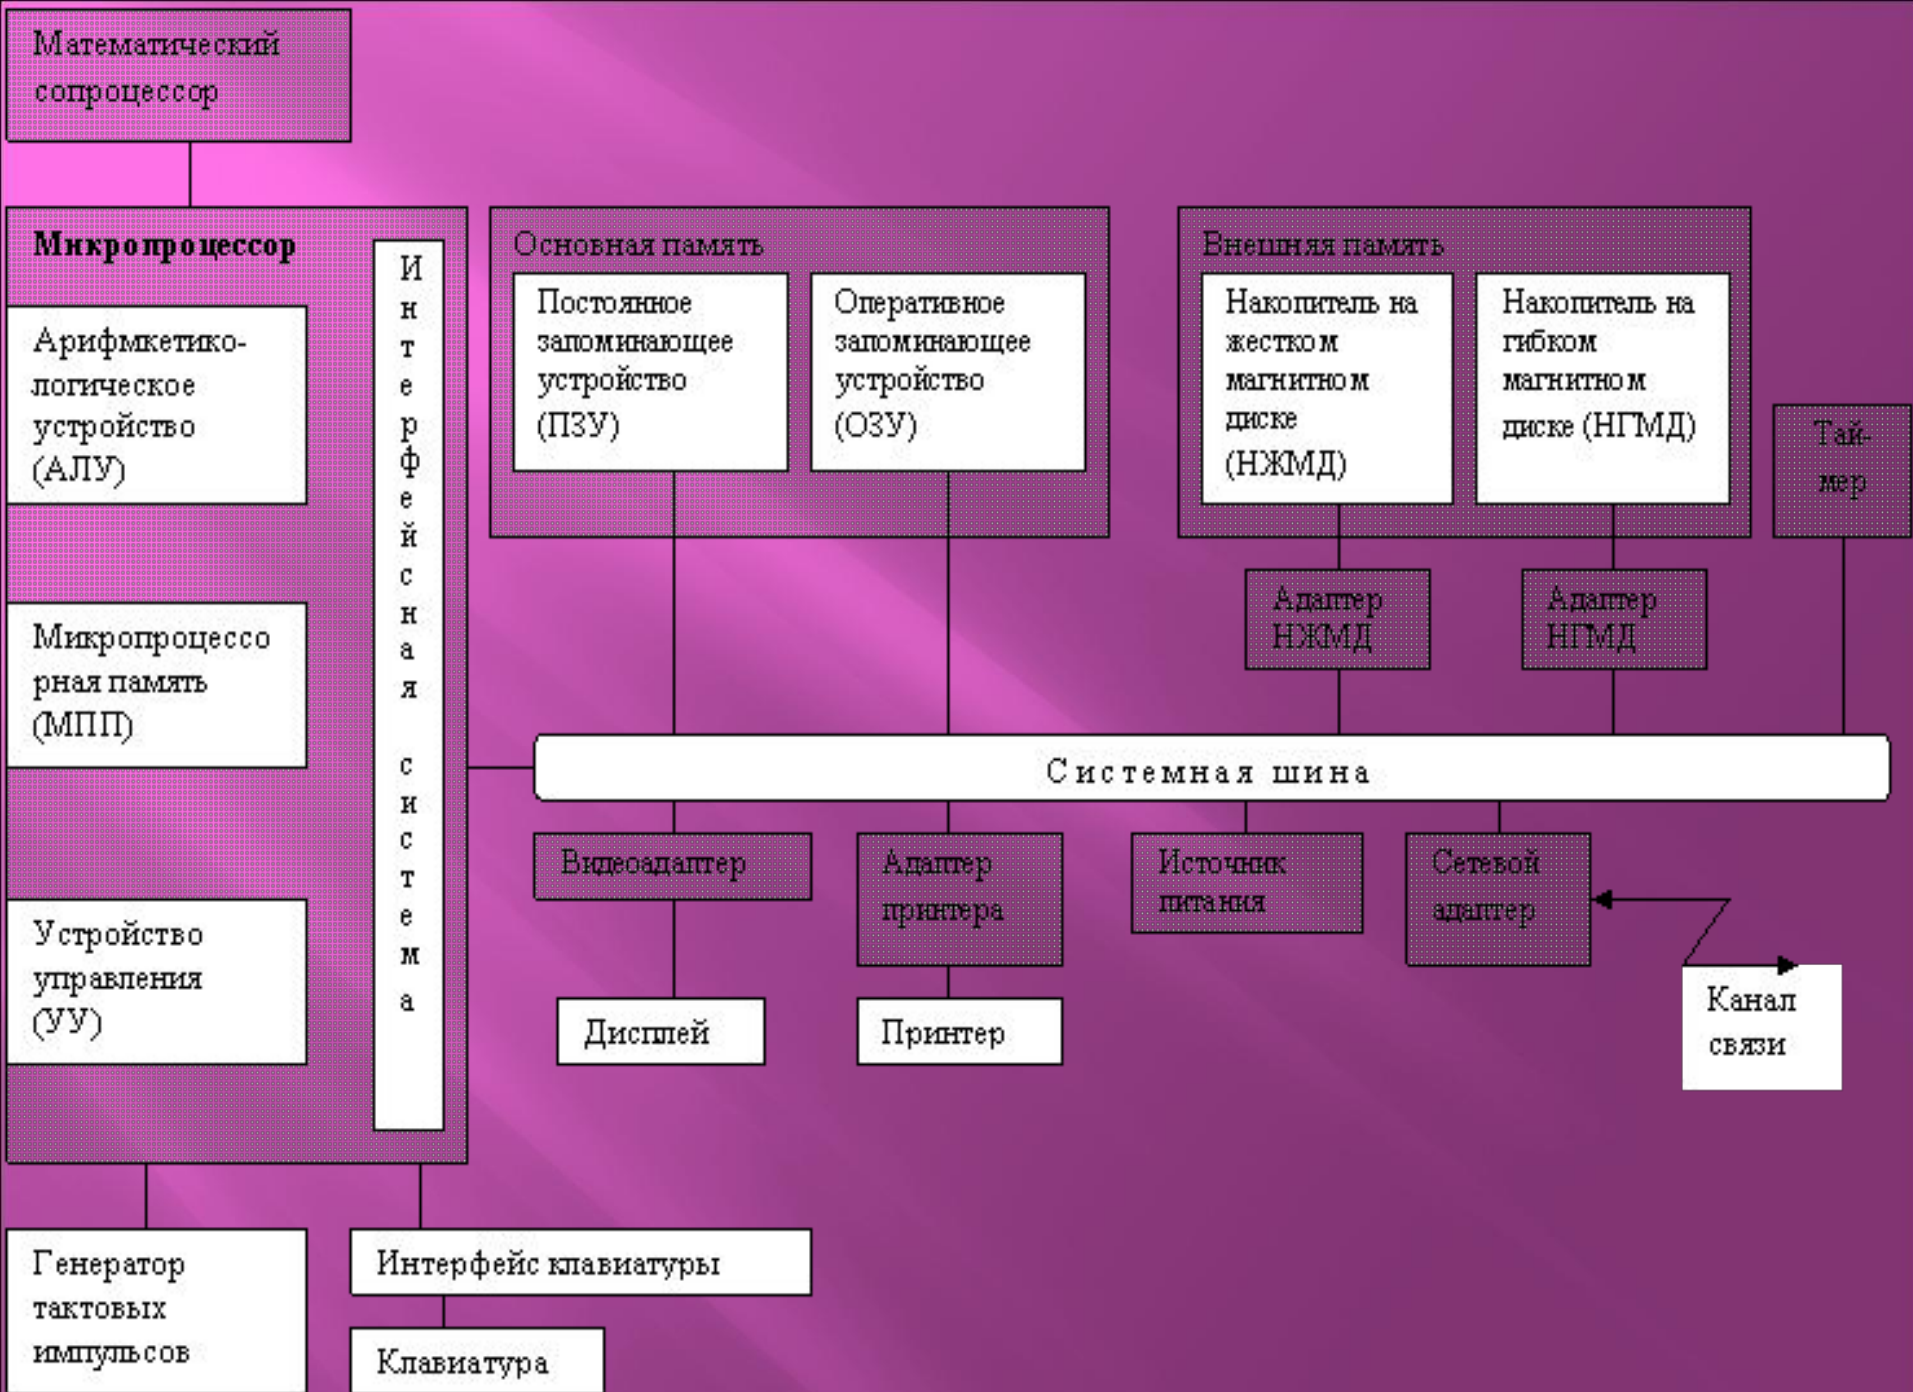 Математический
сопроцессор
Микропроцессор
Арифмкетико-
логическое
устройство
(АЛУ)
Микропроцессо
рная память
(МПП)
Устройство
управления
(УУ)
Интерфейсная система
Основная память
Постоянное
запоминающее
устройство
(ПЗУ)
Оперативное
запоминающее
устройство
(ОЗУ)
Внешняя память
Накопитель на
жестком
магнитном
диске
(НЖМД)
Накопитель на
гибком
магнитном
диске (НГМД)
Тай-
мер
Адаптер
НЖМД
Адаптер
НГМД
Системная шина
Видеоадаптер
Адаптер
принтера
Источник
питания
Сетевой
адаптер
Дисплей
Принтер
Канал
связи
Генератор
тактовых
импульсов
Интерфейс клавиатуры
Клавиатура